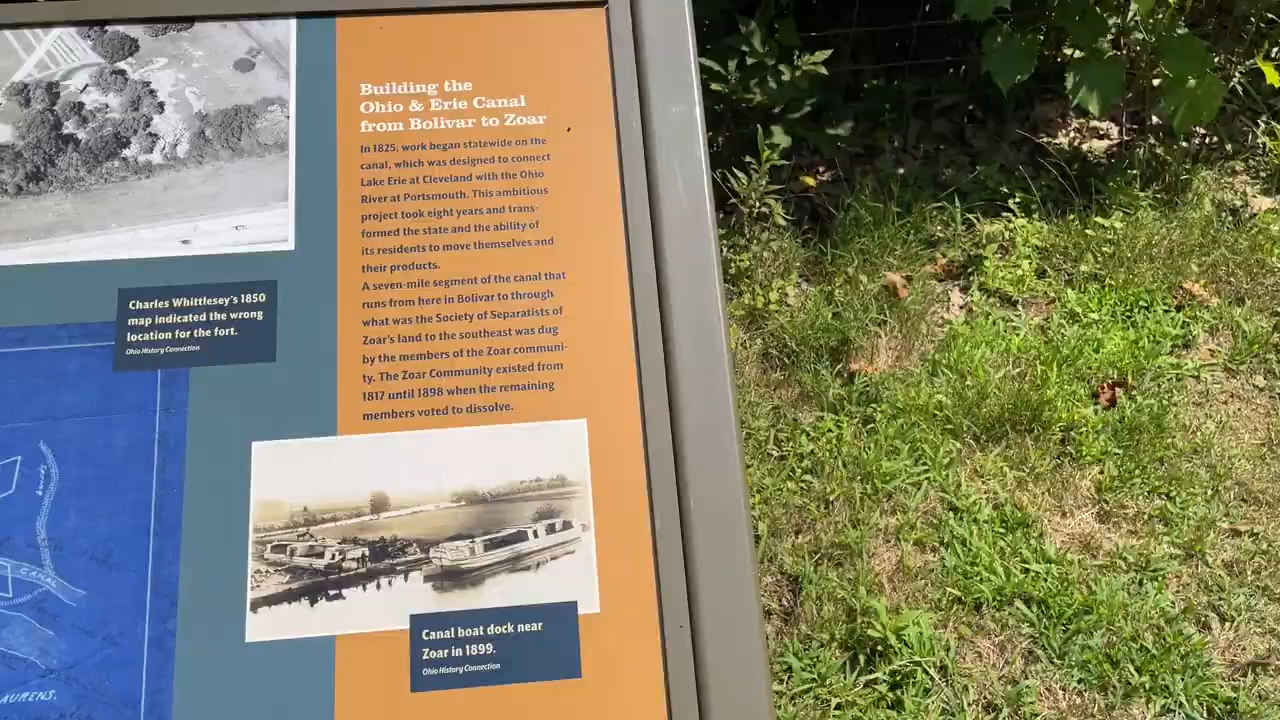 Building the
Ohio & Erie Canal
from Bolivar to Zoar
In 1825, work began statewide on the
canal, which was designed to connect
Lake Erie at Cleveland with the Ohio
River at Portsmouth. This ambitious
project took eight years and trans-
formed the state and the ability of
its residents to move themselves and
their products.
A seven-mile segment of the canal that
runs from here in Bolivar to through
what was the Society of Separatists of
Zoar's land to the southeast was dug
by the members of the Zoar communi-
ty. The Zoar Community existed from
1817 until 1898 when the remaining
members voted to dissolve.
Charles Whittlesey's 1850
map indicated the wrong
location for the fort.
Ohio History Connection
Spring
CANAL
AURENS.
Canal boat dock near
Zoar in 1899.
Ohio History Connection